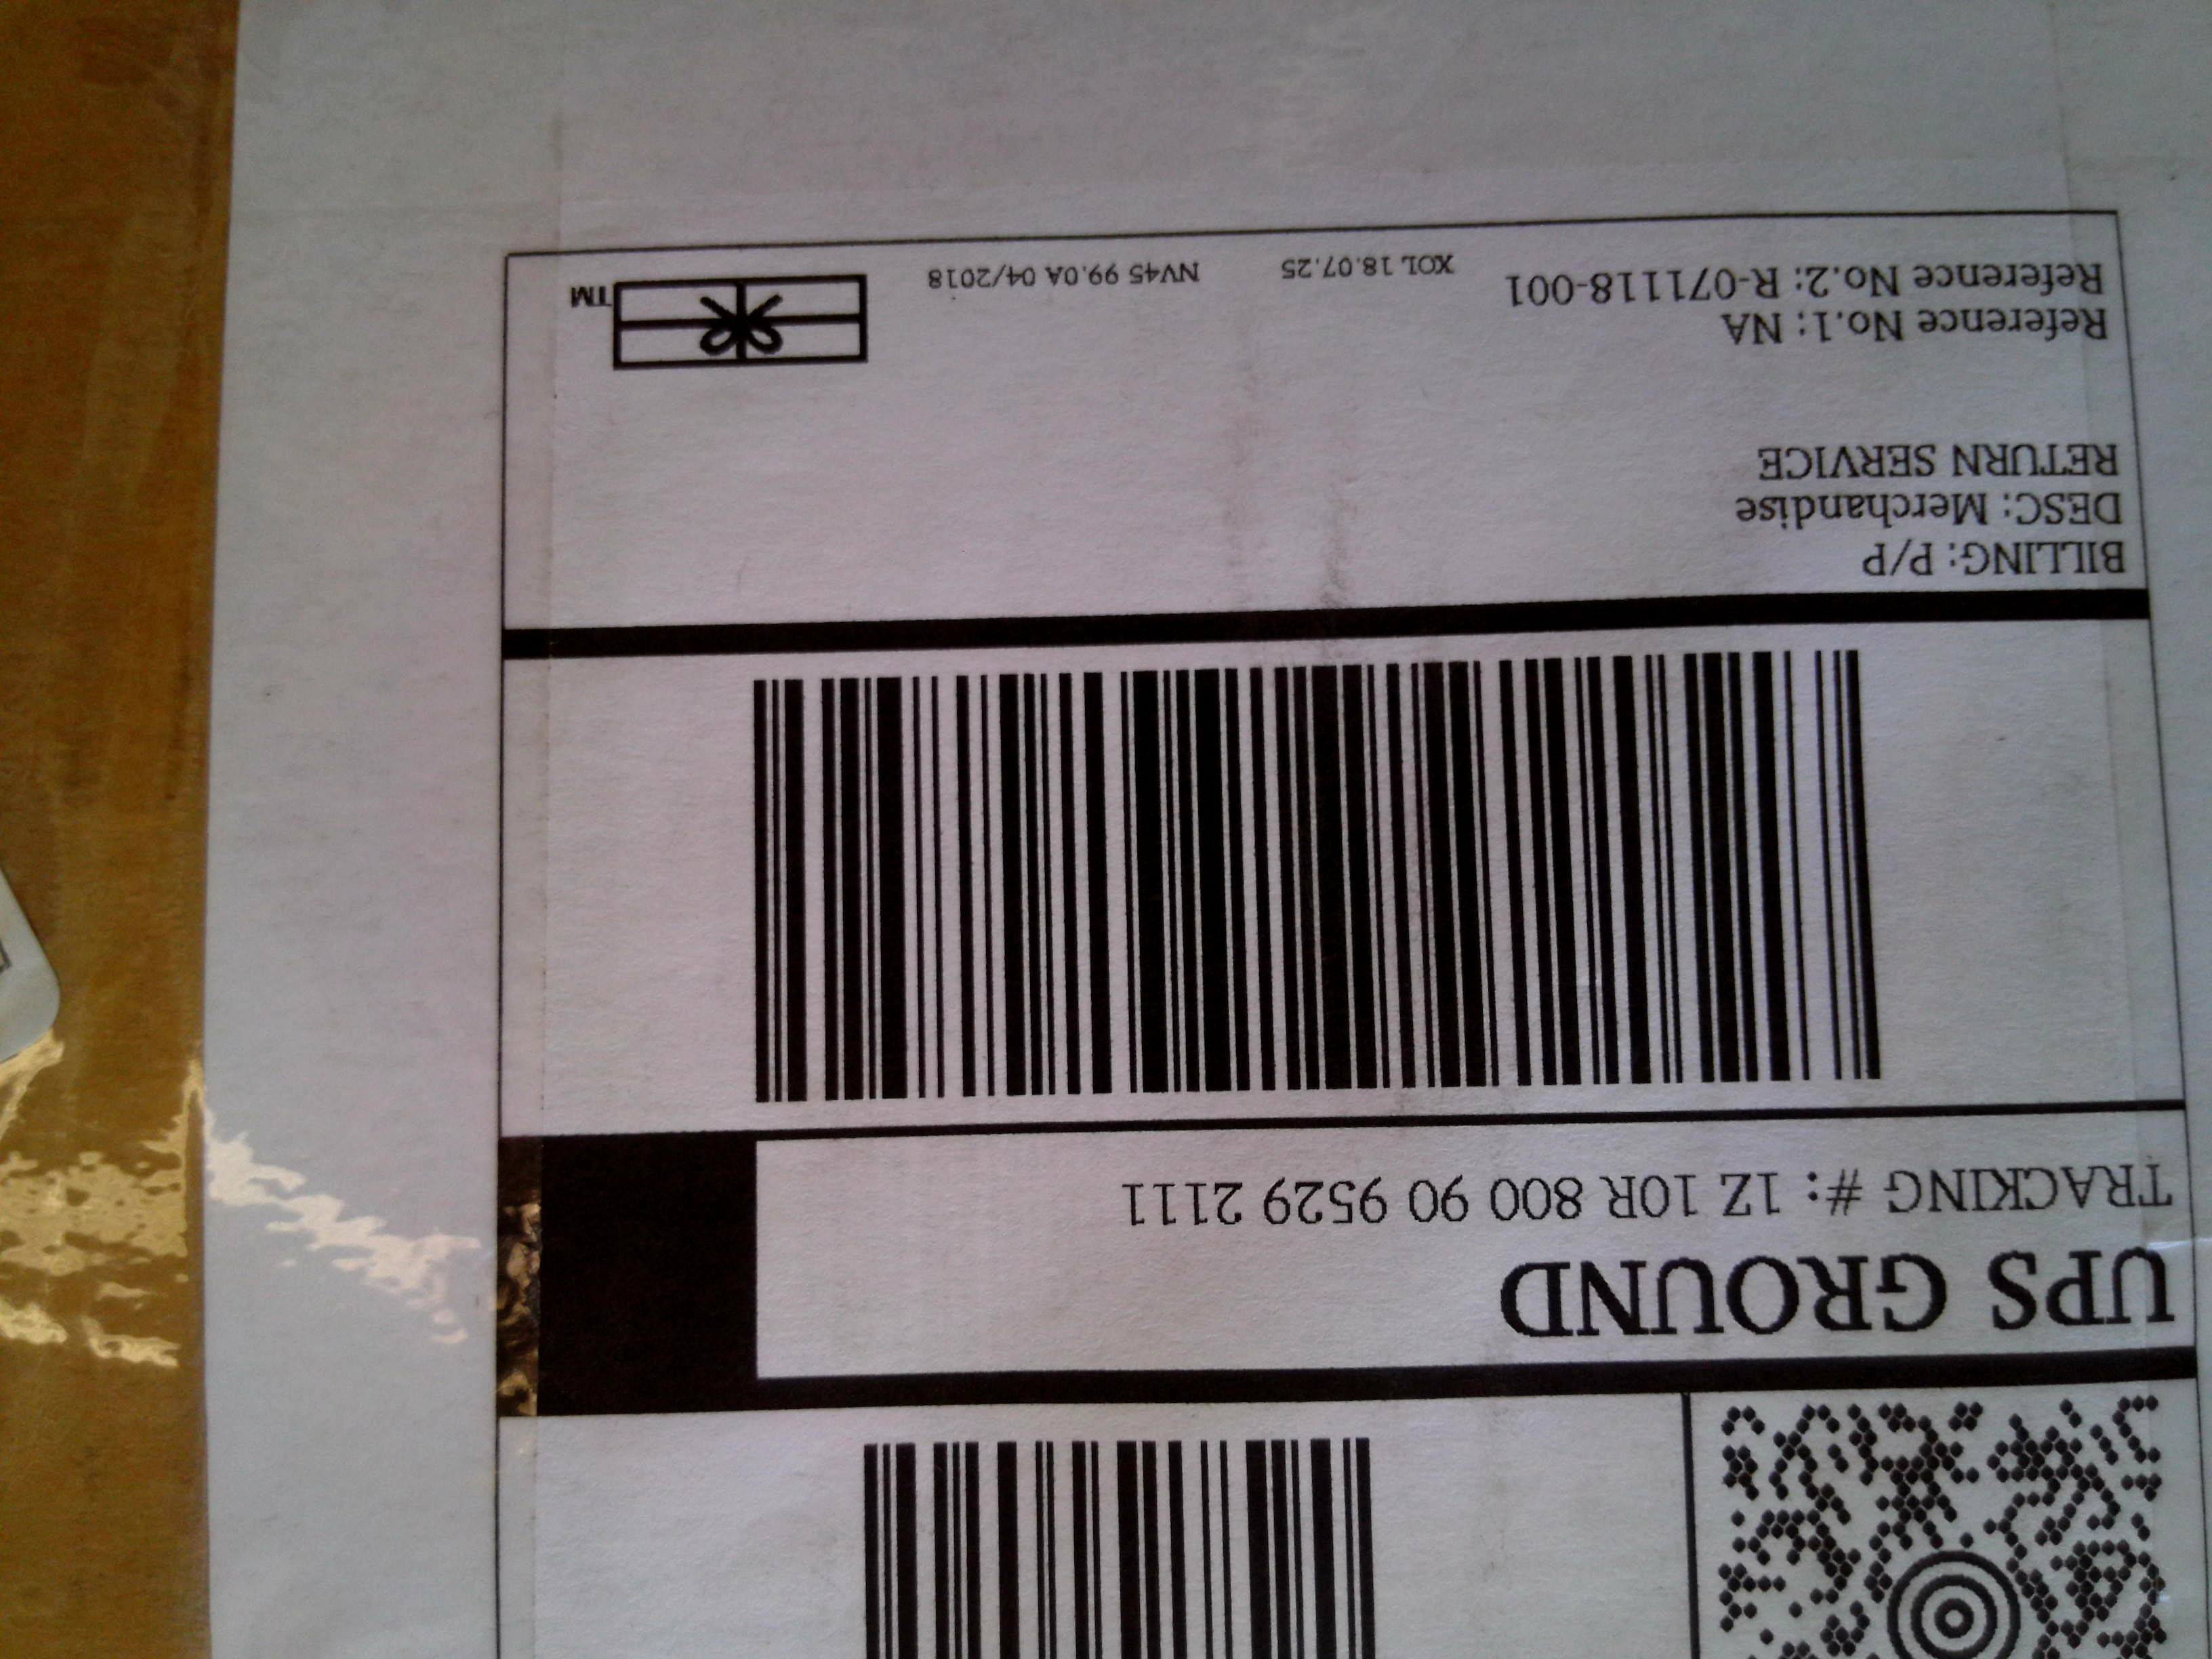 UPS GROUND
TRACKING #: 1Z 10R 800 90 9529 2111
BILLING: P/P
DESC: Merchandise
RETURN SERVICE
Reference No.1: NA
Reference No.2: R-071118-001
XOL 18.07.25
NV45 99.0A 04/2018
TM